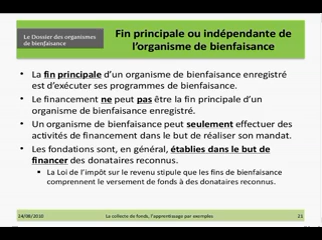 Le Dossier des organismes
de bienfaisance
Fin principale ou indépendante de
l'organisme de bienfaisance
• La fin principale d'un organisme de bienfaisance enregistré
est d'exécuter ses programmes de bienfaisance.
• Le financement ne peut pas être la fin principale d'un
organisme de bienfaisance enregistré.
• Un organisme de bienfaisance peut seulement effectuer des
activités de financement dans le but de réaliser son mandat.
• Les fondations sont, en général, établies dans le but de
financer des donataires reconnus.
• La Loi de l'impôt sur le revenu stipule que les fins de bienfaisance
comprennent le versement de fonds à des donataires reconnus.
24/08/2010
La collecte de fonds, l'apprentissage par exemples
21